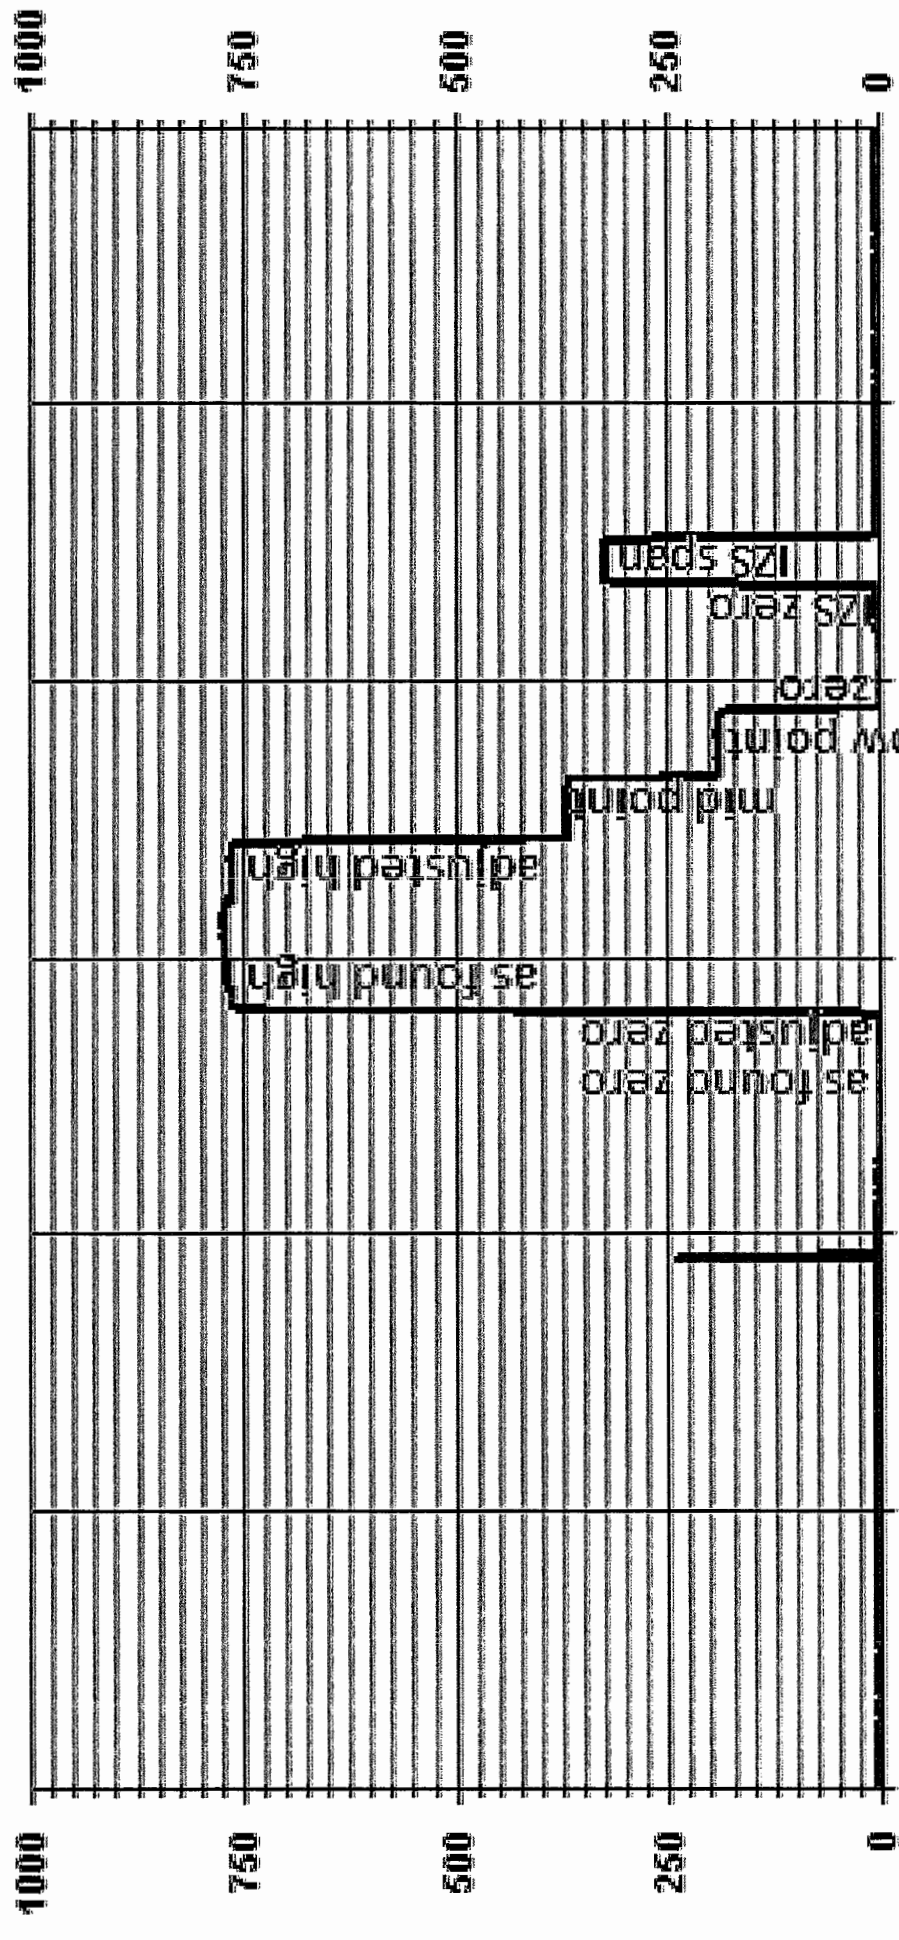 1000
750
500
250
0
as found zero
adjusted zero
as found high
adjusted high
mid point
w point
zero
IZS zero
IZS span
1000
750
500
250
0